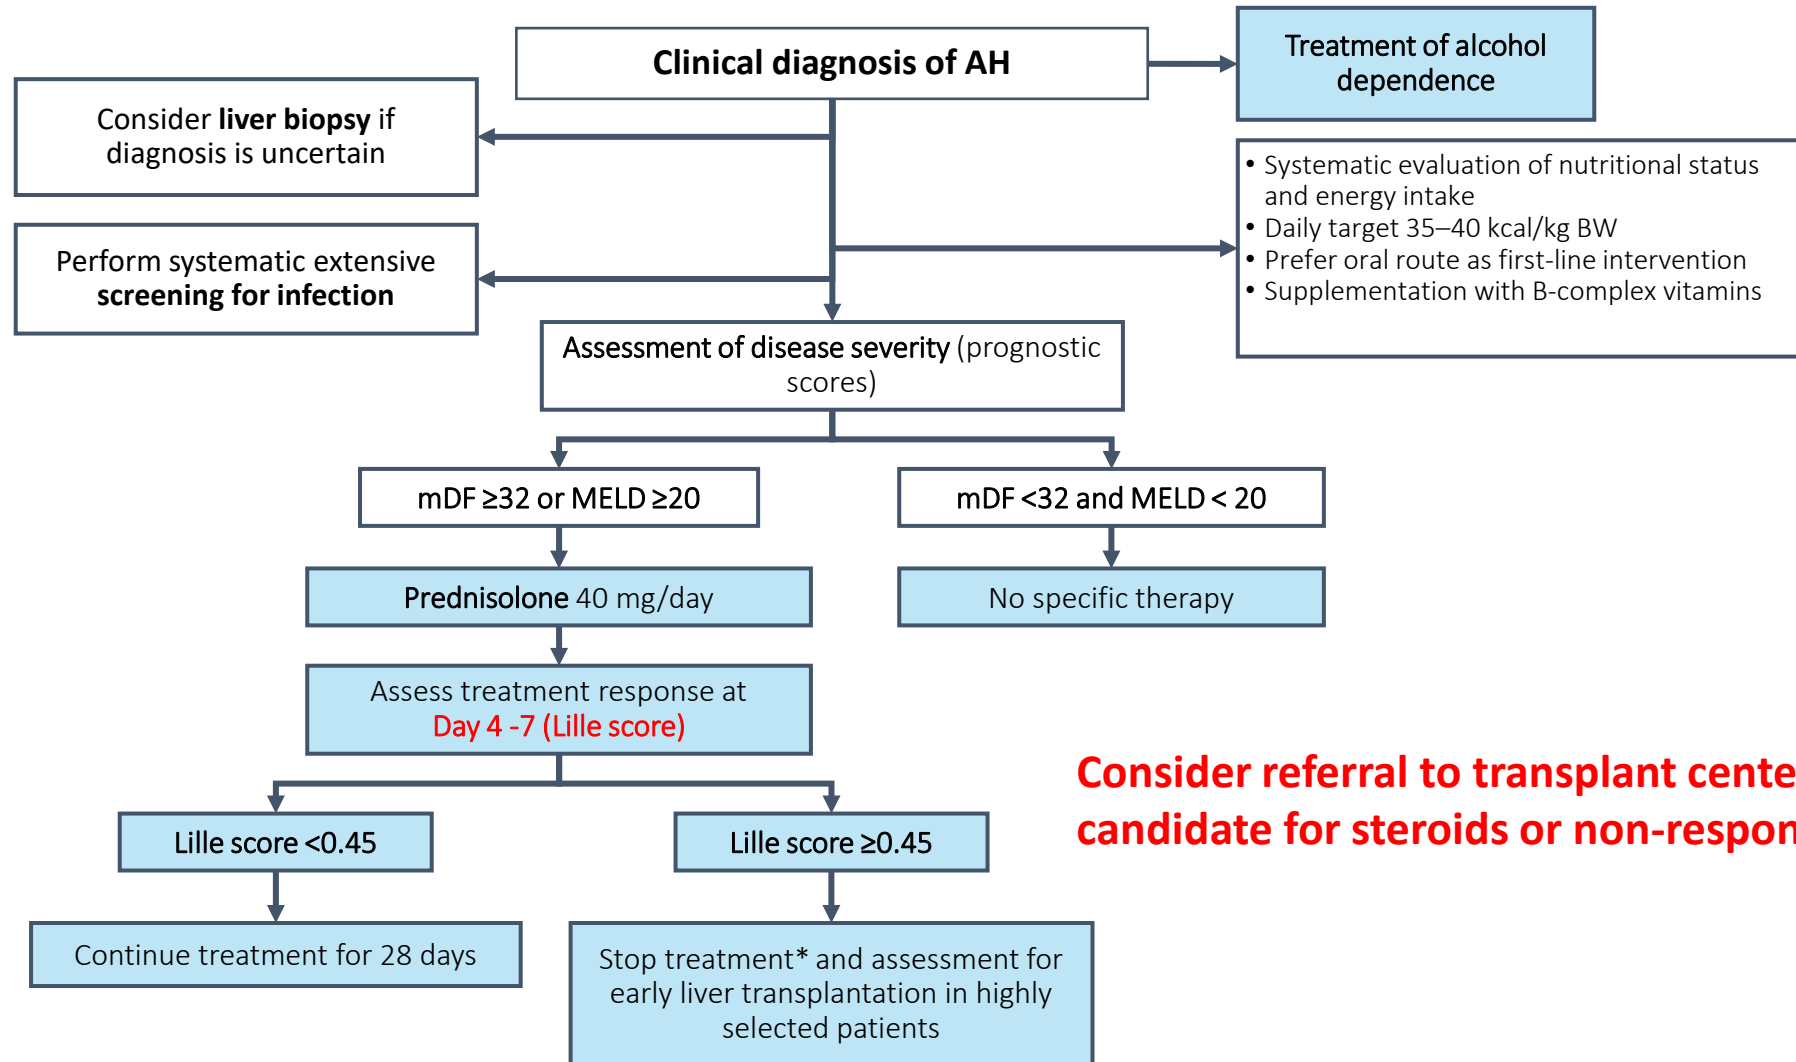 Clinical diagnosis of AH
Treatment of alcohol
dependence
Consider liver biopsy if
diagnosis is uncertain
• Systematic evaluation of nutritional status
and energy intake
• Daily target 35–40 kcal/kg BW
• Prefer oral route as first-line intervention
• Supplementation with B-complex vitamins
Perform systematic extensive
screening for infection
Assessment of disease severity (prognostic
scores)
mDF ≥32 or MELD ≥20
mDF <32 and MELD < 20
Prednisolone 40 mg/day
No specific therapy
Assess treatment response at
Day 4 -7 (Lille score)
Consider referral to transplant
candidate for steroids or
Lille score <0.45
Lille score ≥0.45
Continue treatment for 28 days
Stop treatment* and assessment for
early liver transplantation in highly
selected patients